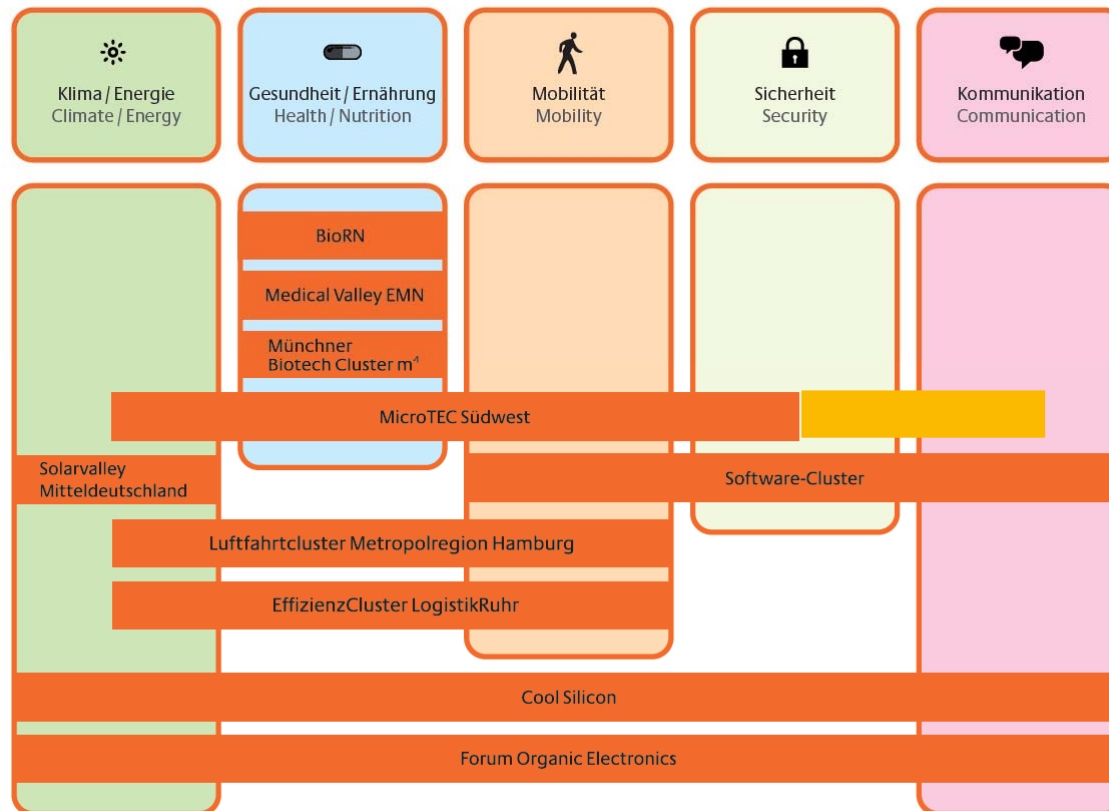 Klima / Energie
Climate / Energy
Gesundheit / Ernährung
Health / Nutrition
Mobilität
Mobility
Sicherheit
Security
Kommunikation
Communication
BioRN
Medical Valley EMN
Münchner
Biotech Cluster m⁴
MicroTEC Südwest
Solarvalley
Mitteldeutschland
Software-Cluster
Luftfahrtcluster Metropolregion Hamburg
EffizienzCluster LogistikRuhr
Cool Silicon
Forum Organic Electronics